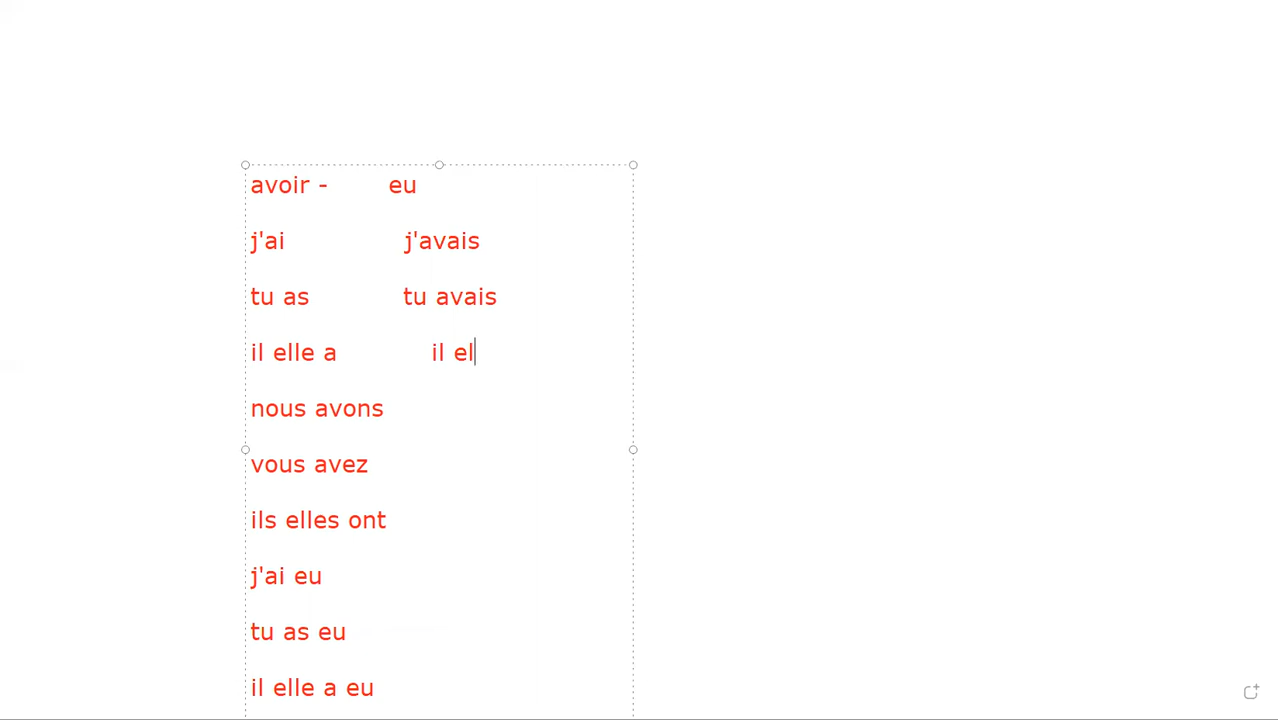 avoir - eu
j'ai j'avais
tu as tu avais
il elle a il el
nous avons
vous avez
ils elles ont
j'ai eu
tu as eu
il elle a eu